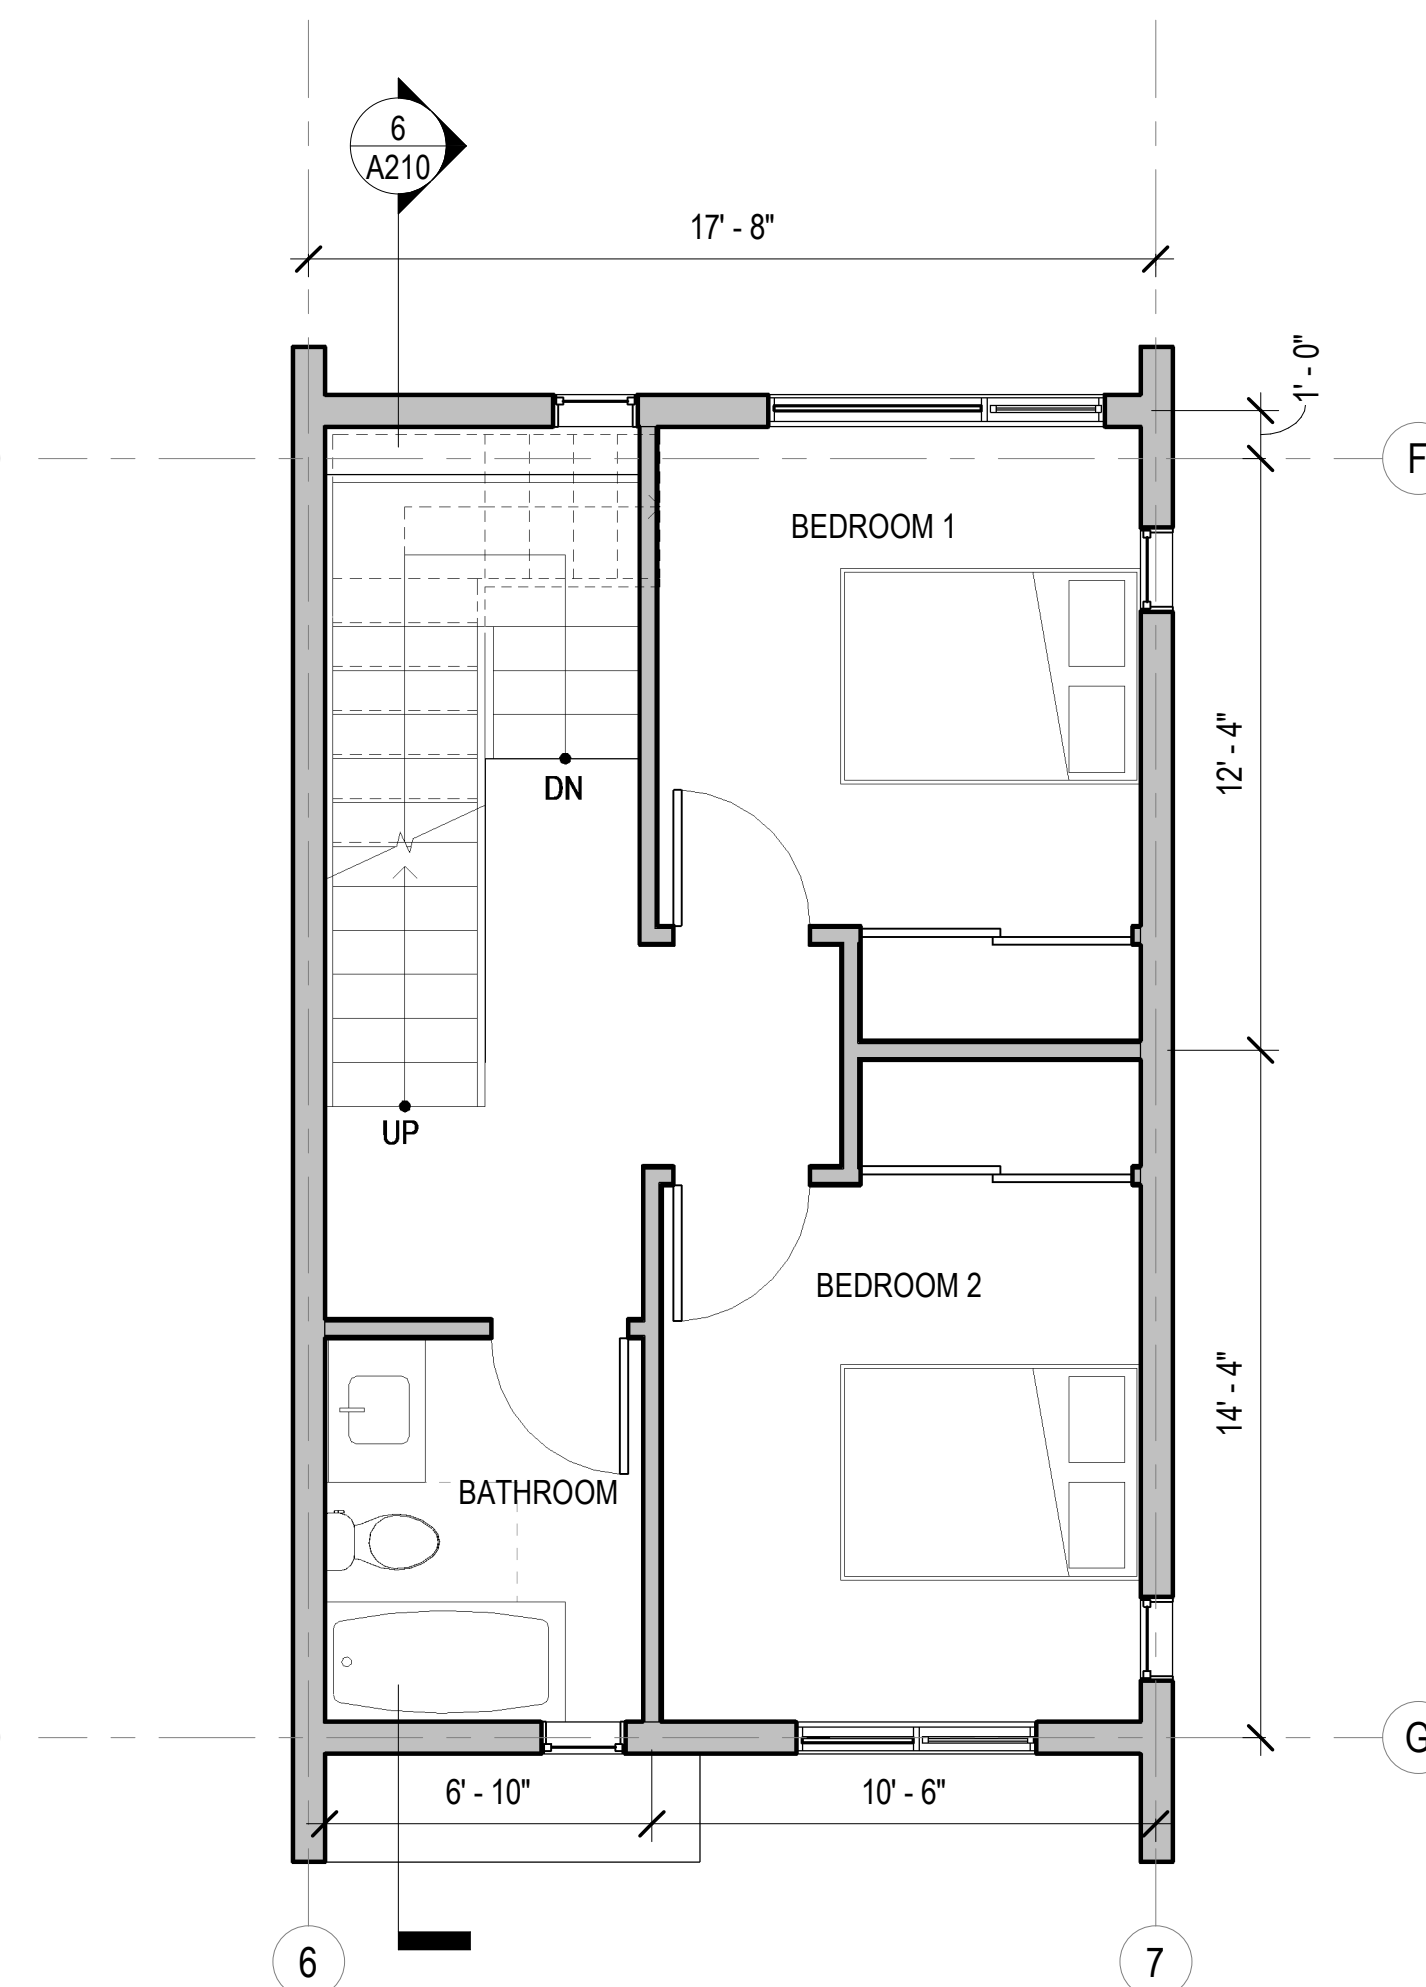 6
A210
17' - 8"
1' - 0"
F
BEDROOM 1
12' - 4"
DN
UP
BEDROOM 2
14' - 4"
BATHROOM
G
6' - 10"
10' - 6"
6
7